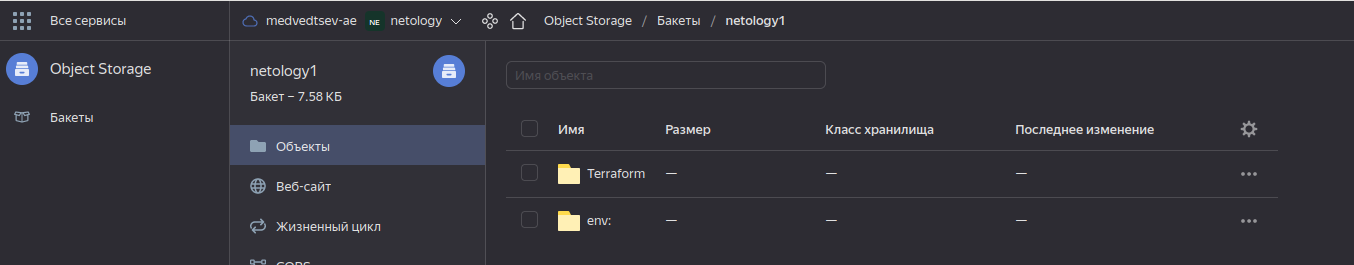 Все сервисы
medvedtsev-ae NE netology
Object Storage / Бакеты / netology1
Object Storage
Бакеты
netology1
Бакет – 7.58 КБ
Объекты
Веб-сайт
Жизненный цикл
CORS
Имя объекта
Имя Размер Класс хранилища Последнее изменение
Terraform — — —
env: — — —